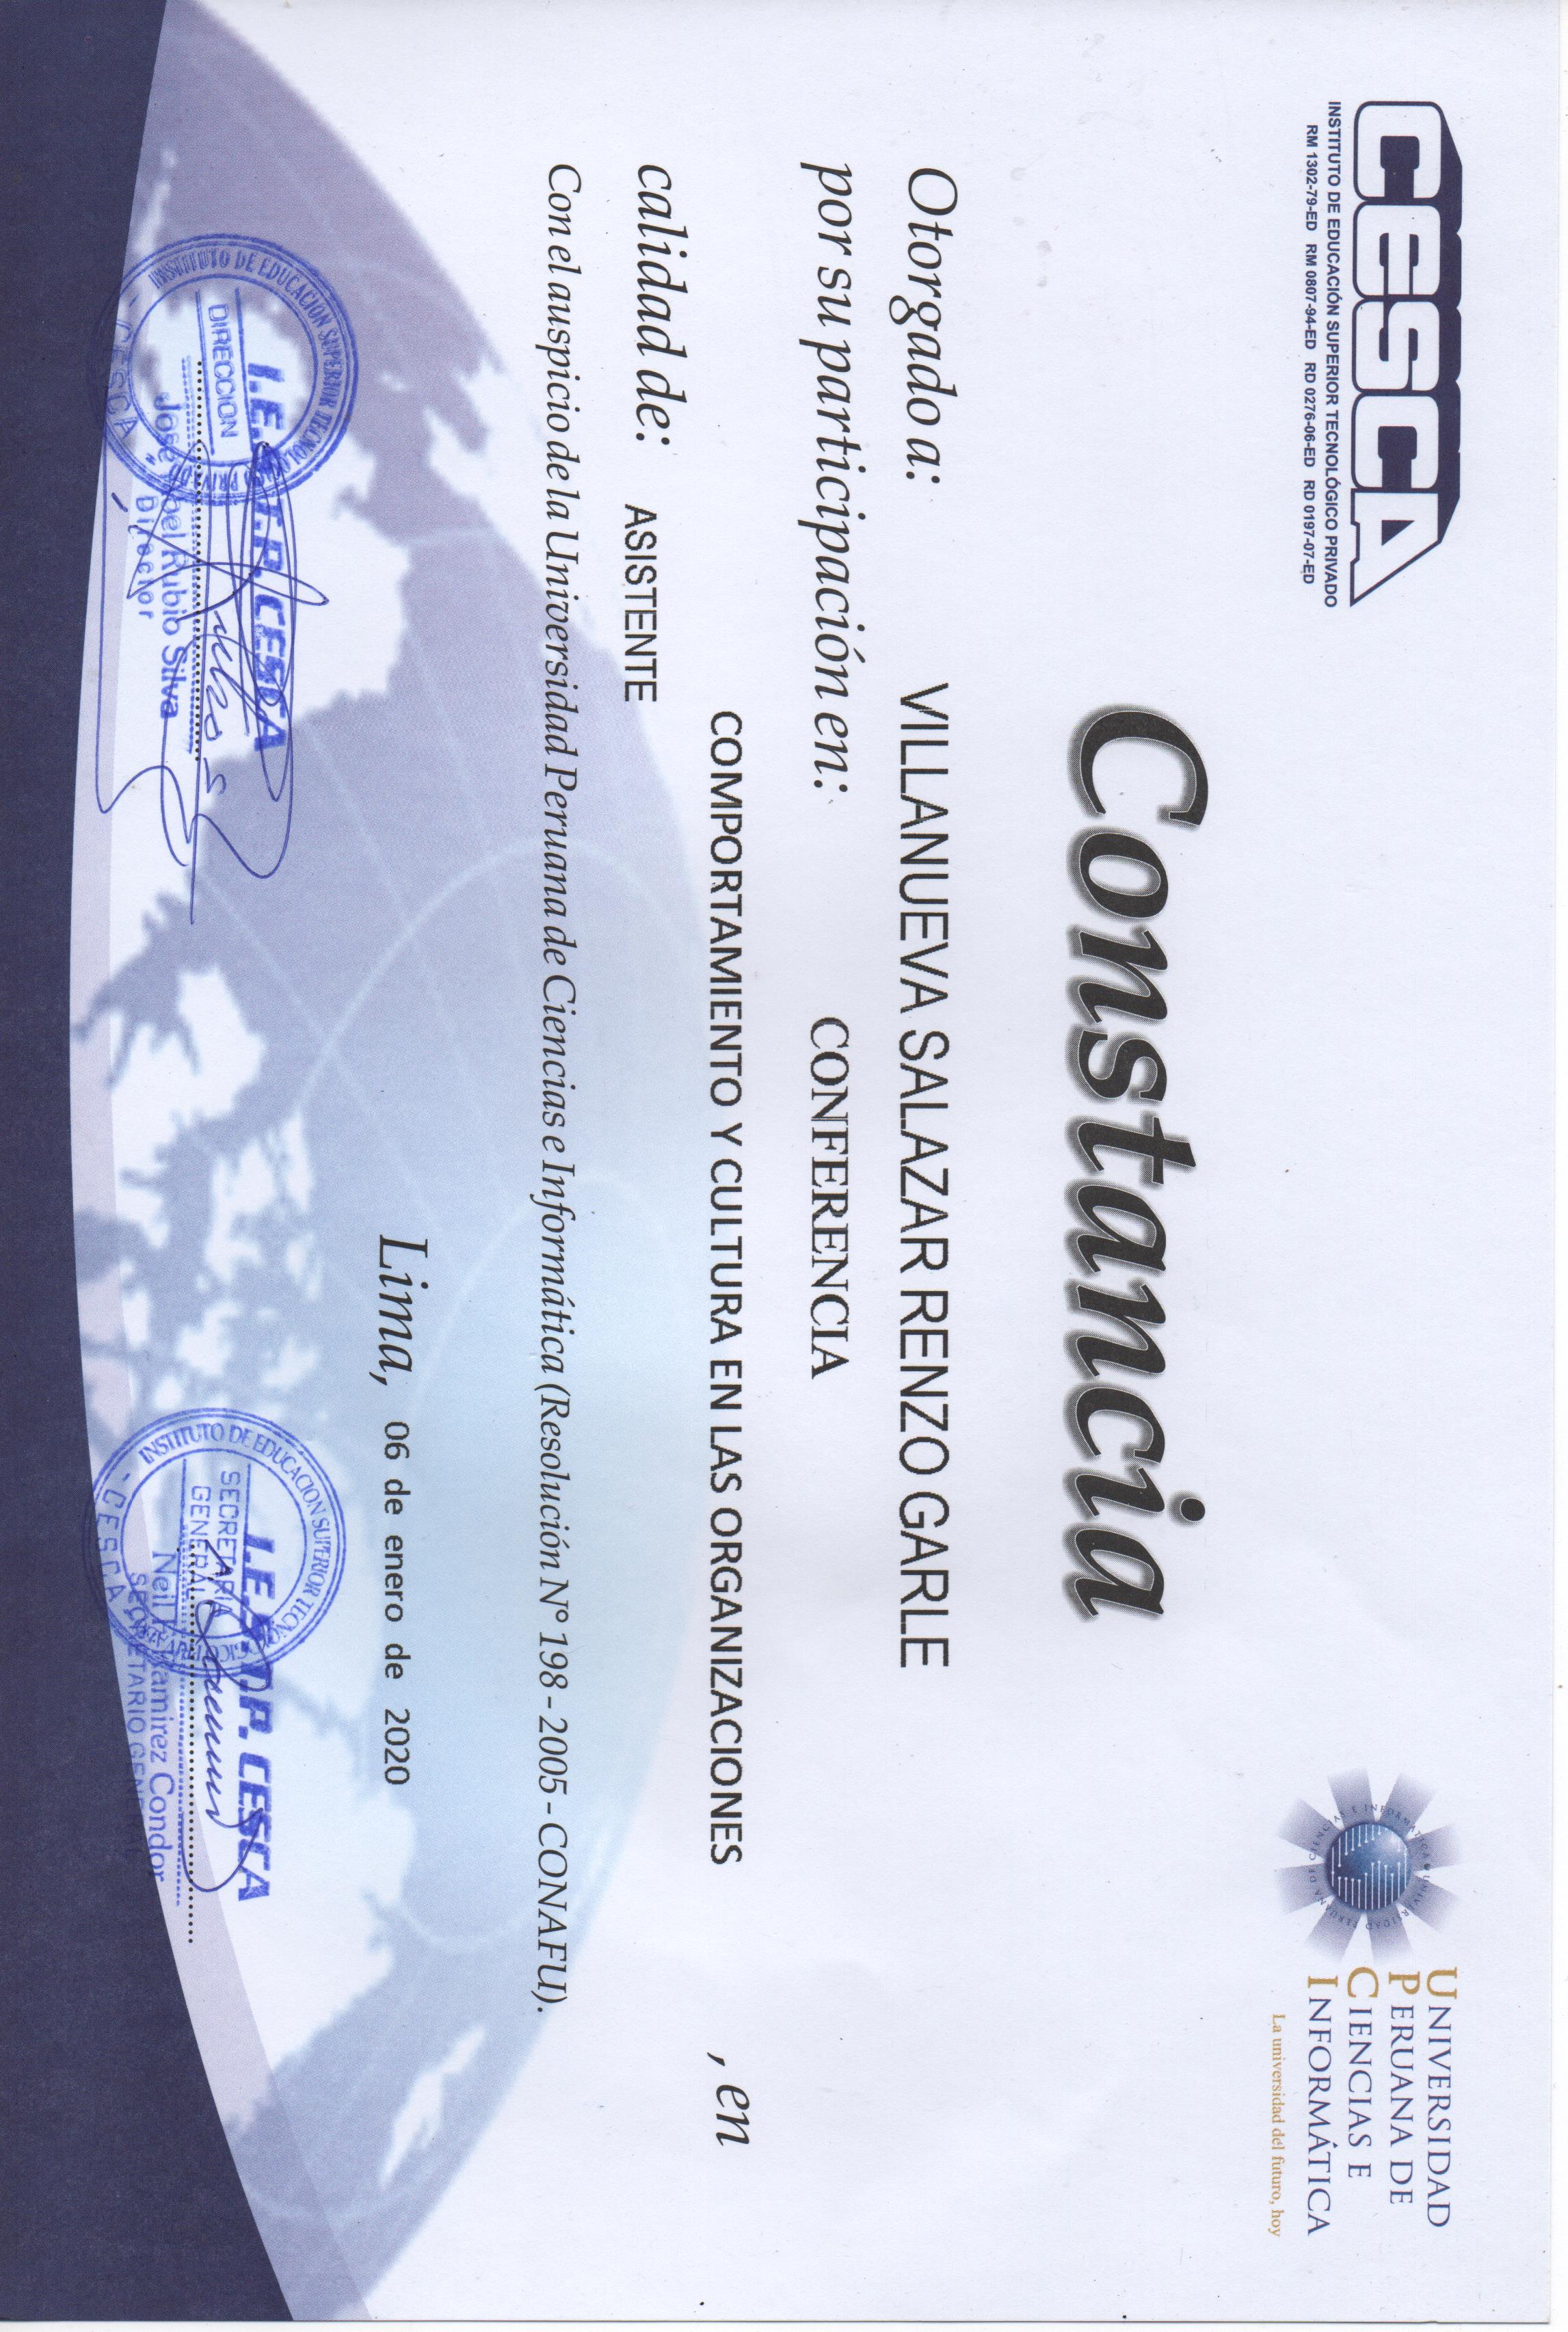 CESCA
INSTITUTO DE EDUCACIÓN SUPERIOR TECNOLÓGICO PRIVADO
RM 1302-79-ED RM 0807-94-ED RD 0276-06-ED RD 0197-07-ED
UNIVERSIDAD
PERUANA DE
CIENCIAS E
INFORMÁTICA
La universidad del futuro, hoy
Constancia
Otorgado a: VILLANUEVA SALAZAR RENZO GARLE
por su participación en: CONFERENCIA
COMPORTAMIENTO Y CULTURA EN LAS ORGANIZACIONES , en
calidad de: ASISTENTE
Con el auspicio de la Universidad Peruana de Ciencias e Informática (Resolución N° 198 - 2005 - CONAFU).
Lima, 06 de enero de 2020
INSTITUTO DE EDUCACION SUPERIOR TECNOLOGICO PRIVADO
I.E.S.T.P. CESCA
DIRECCION
Jose Abel Rubio Silva
Director
- CESCA -
INSTITUTO DE EDUCACION SUPERIOR TECNOLOGICO PRIVADO
I.E.S.T.P. CESCA
SECRETARIA
GENERAL
Neil Ramirez Condor
SECRETARIO GENERAL
- CESCA -